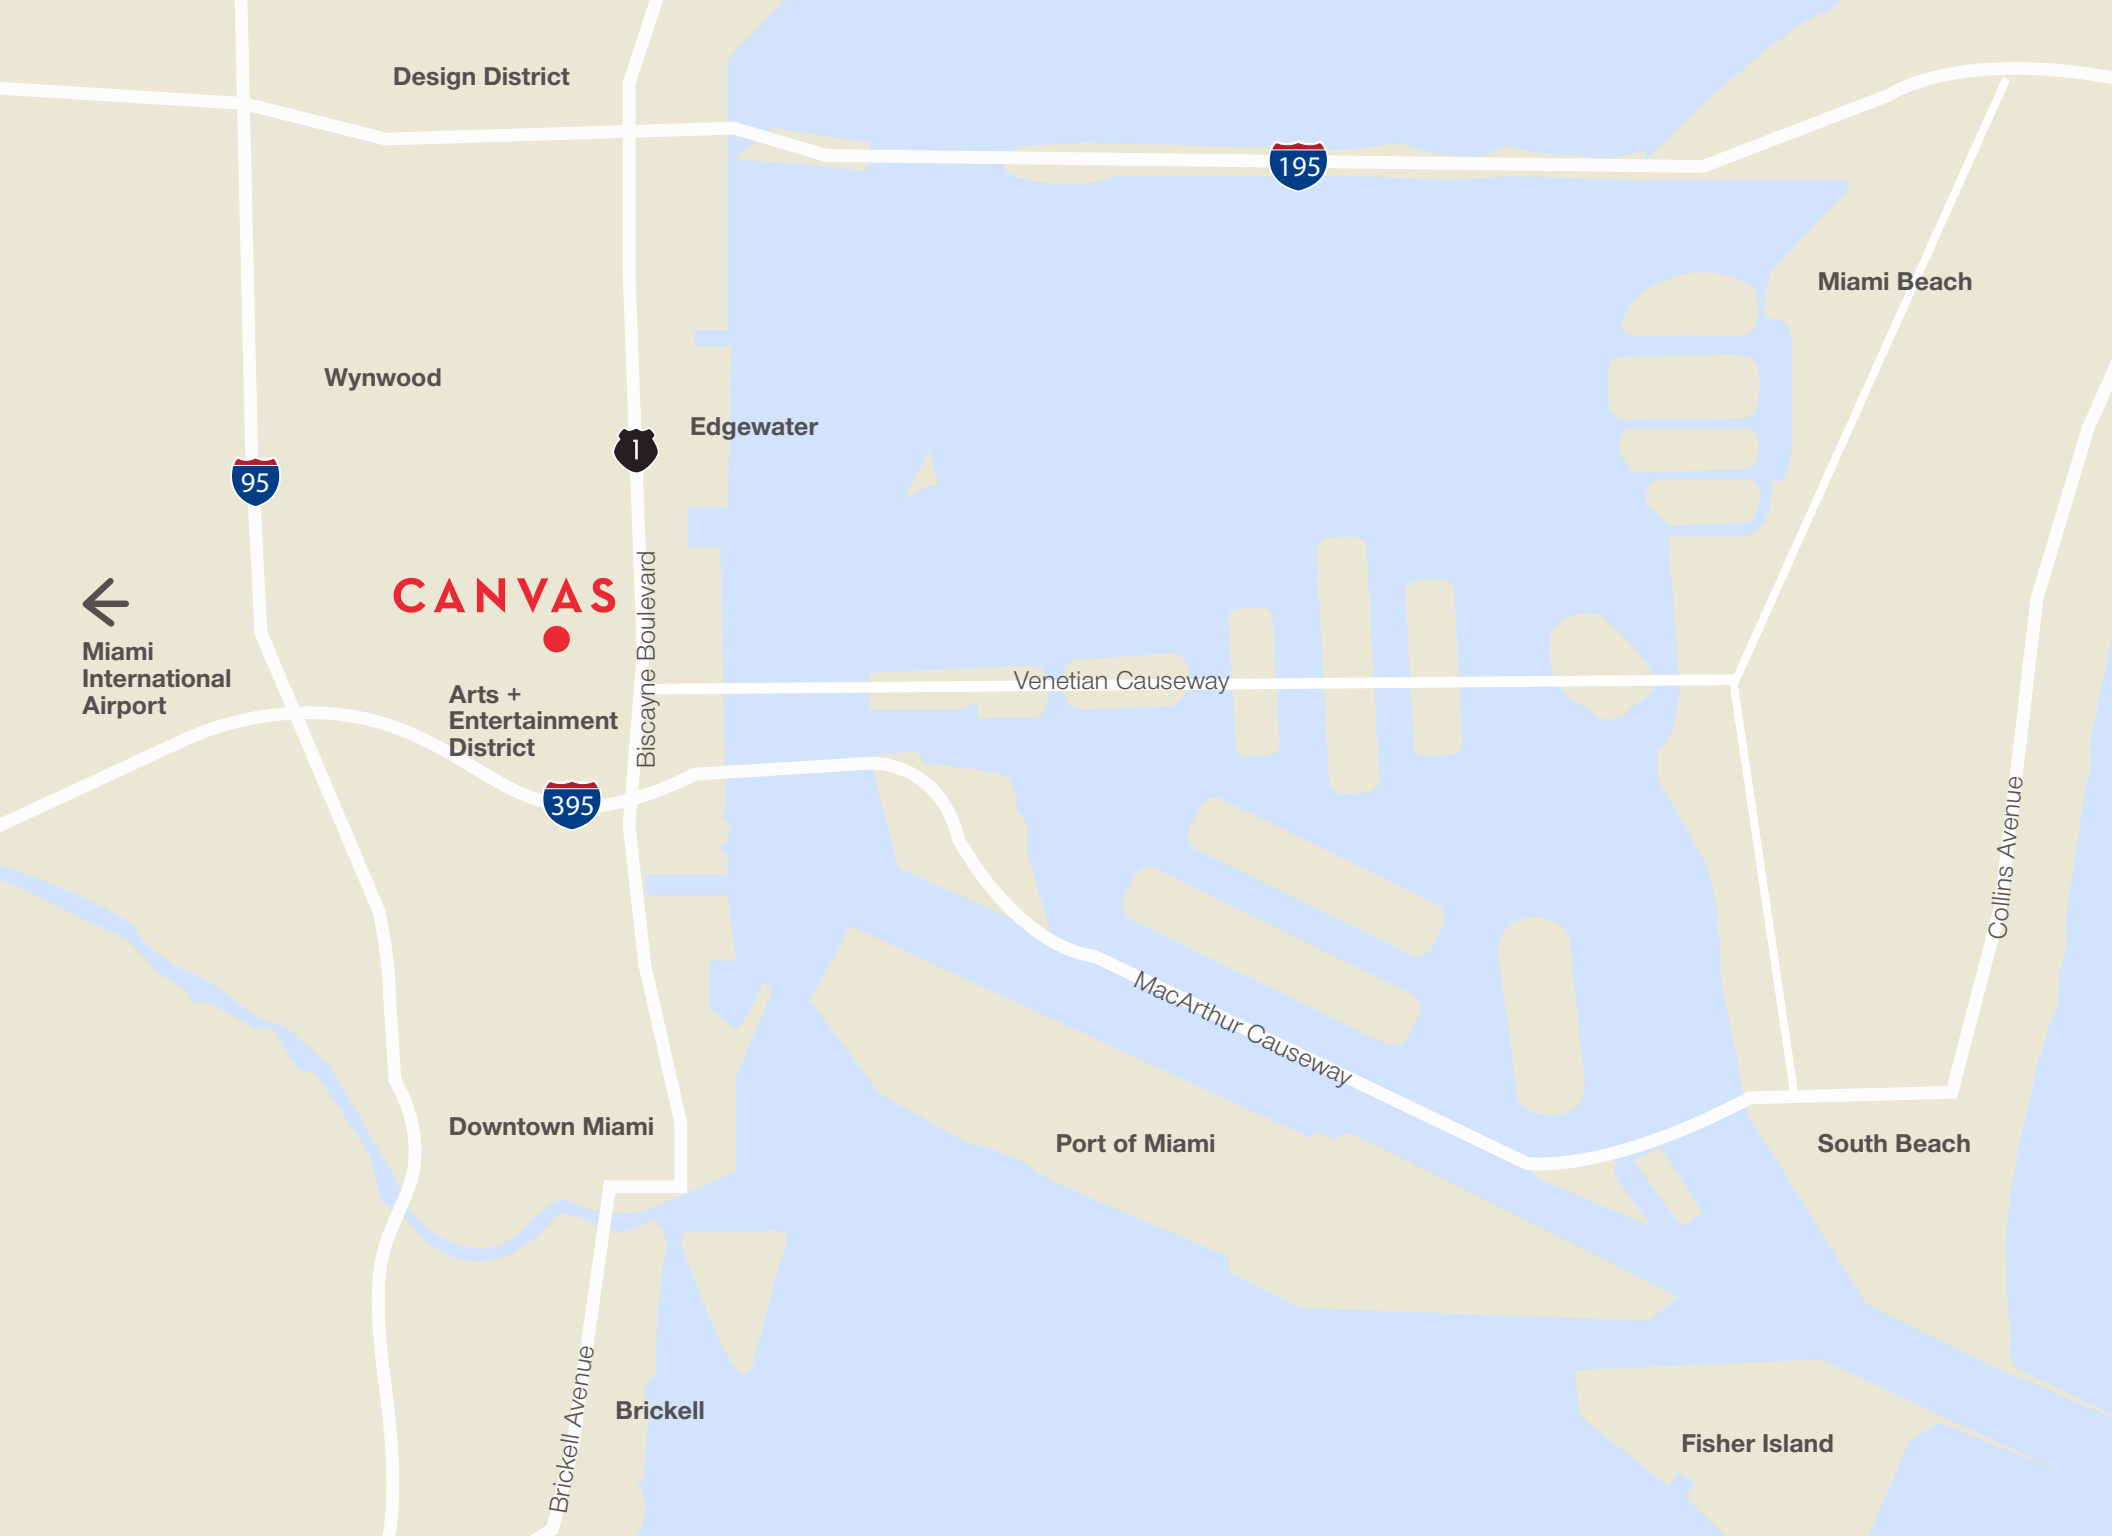 Design District
195
Miami Beach
Wynwood
Edgewater
1
95
CANVAS
Biscayne Boulevard
Miami
International
Airport
Arts +
Entertainment
District
Venetian Causeway
395
Collins Avenue
MacArthur Causeway
Downtown Miami
Port of Miami
South Beach
Brickell Avenue
Brickell
Fisher Island